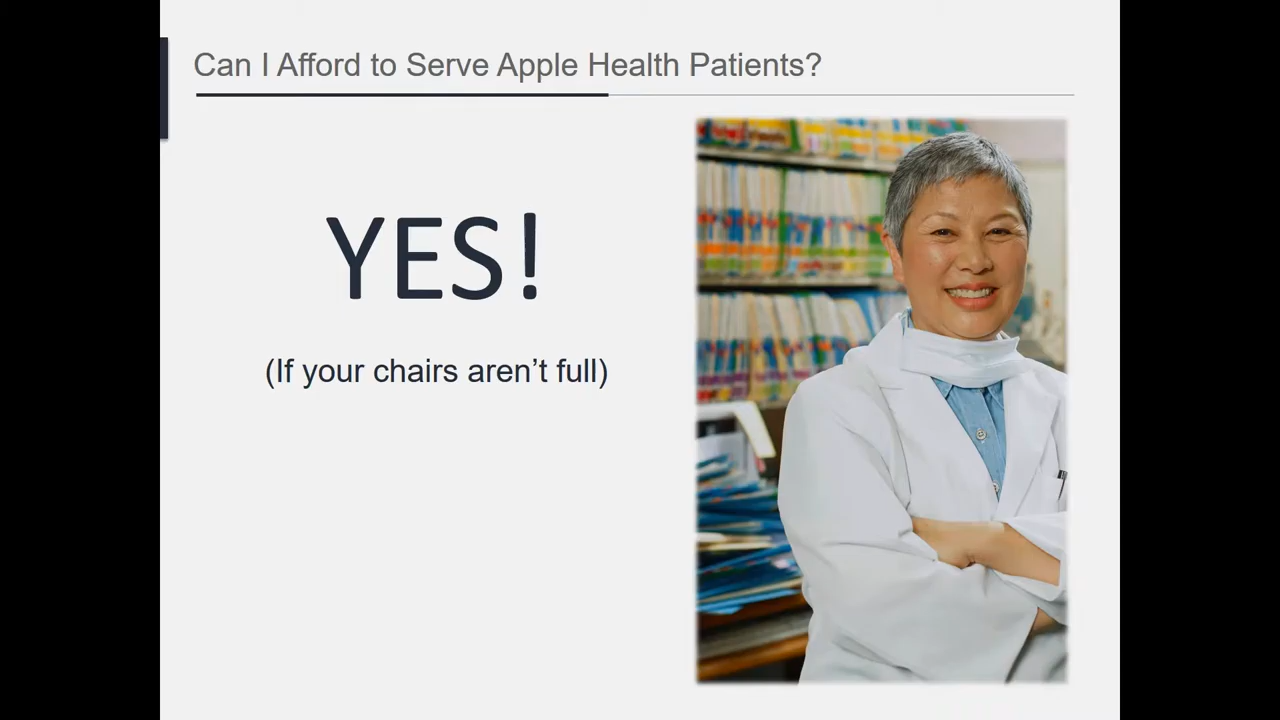 Can I Afford to Serve Apple Health Patients?
YES!
(If your chairs aren’t full)